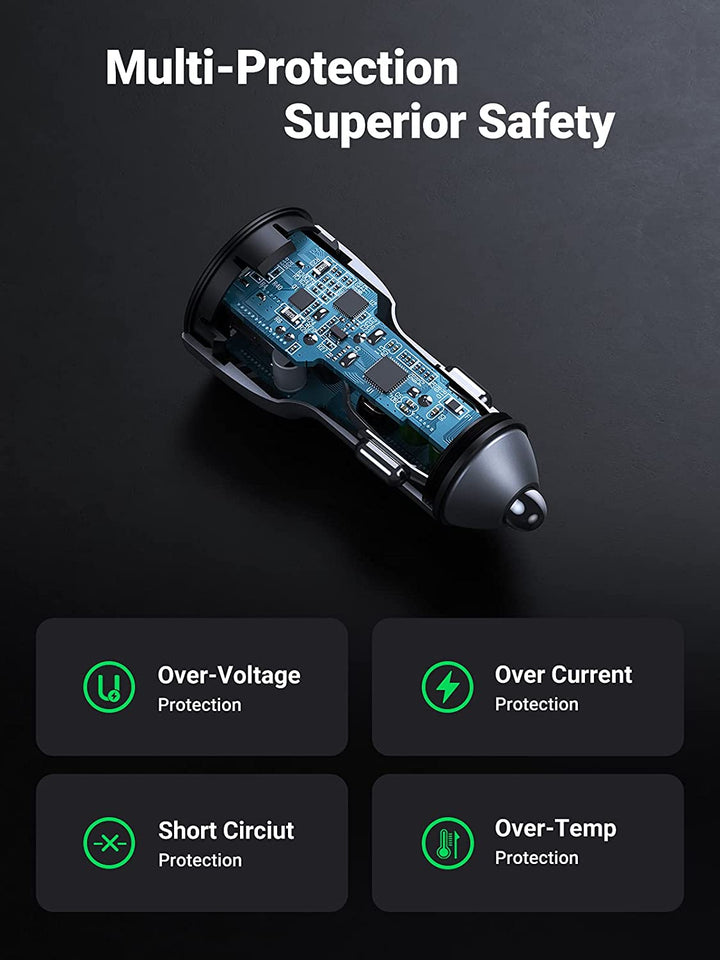 Multi-Protection
Superior Safety
Over-Voltage
Protection
Over Current
Protection
Short Circiut
Protection
Over-Temp
Protection